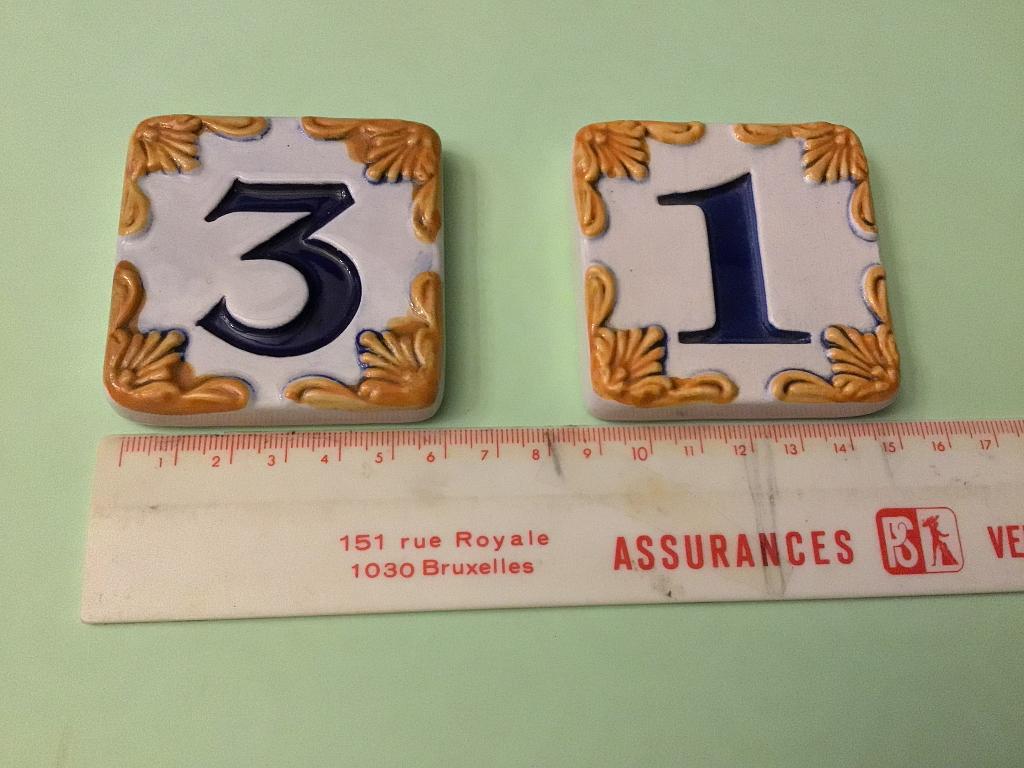 3 1
1 2 3 4 5 6 7 8 9 10 11 12 13 14 15 16 17
151 rue Royale
1030 Bruxelles
ASSURANCES
VE